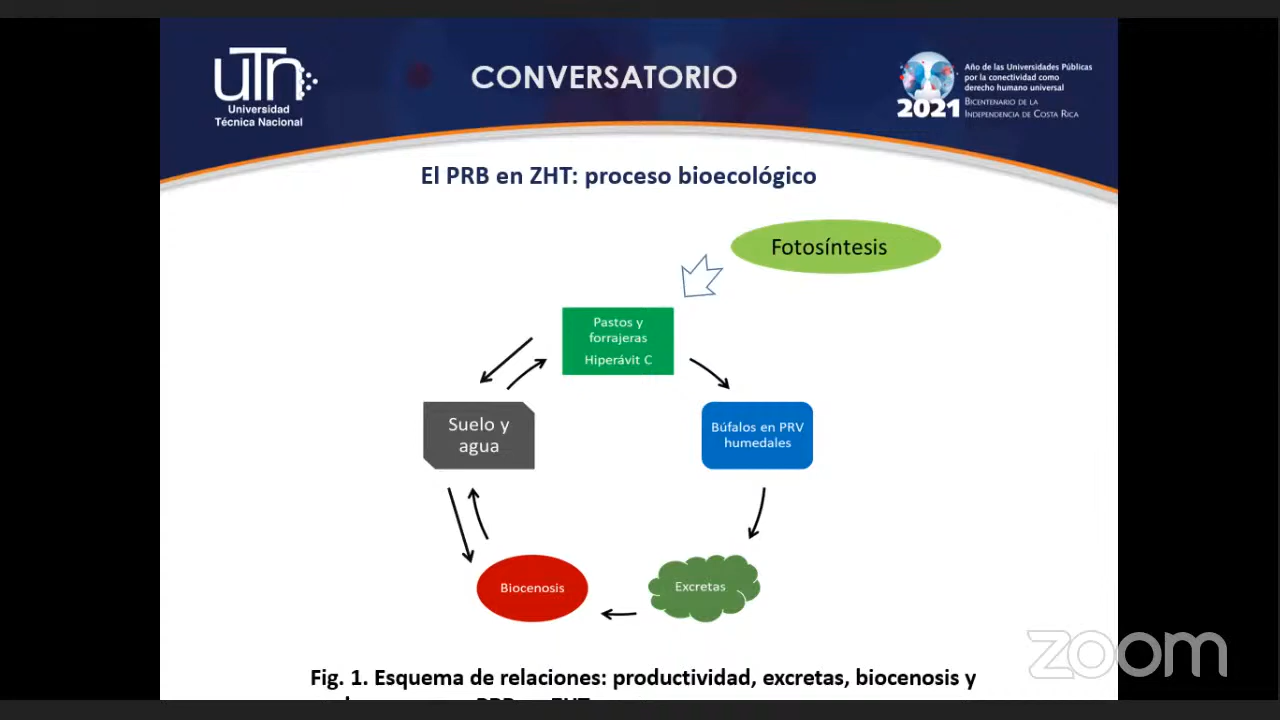 UTn
Universidad
Técnica Nacional
CONVERSATORIO
2021
Año de las Universidades Públicas
por la conectividad como
derecho humano universal
Bicentenario de la
Independencia de Costa Rica
El PRB en ZHT: proceso bioecológico
Fotosíntesis
Pastos y
forrajeras
Hiperávit C
Suelo y
agua
Búfalos en PRV
humedales
Biocenosis
Excretas
Fig. 1. Esquema de relaciones: productividad, excretas, biocenosis y
zoom